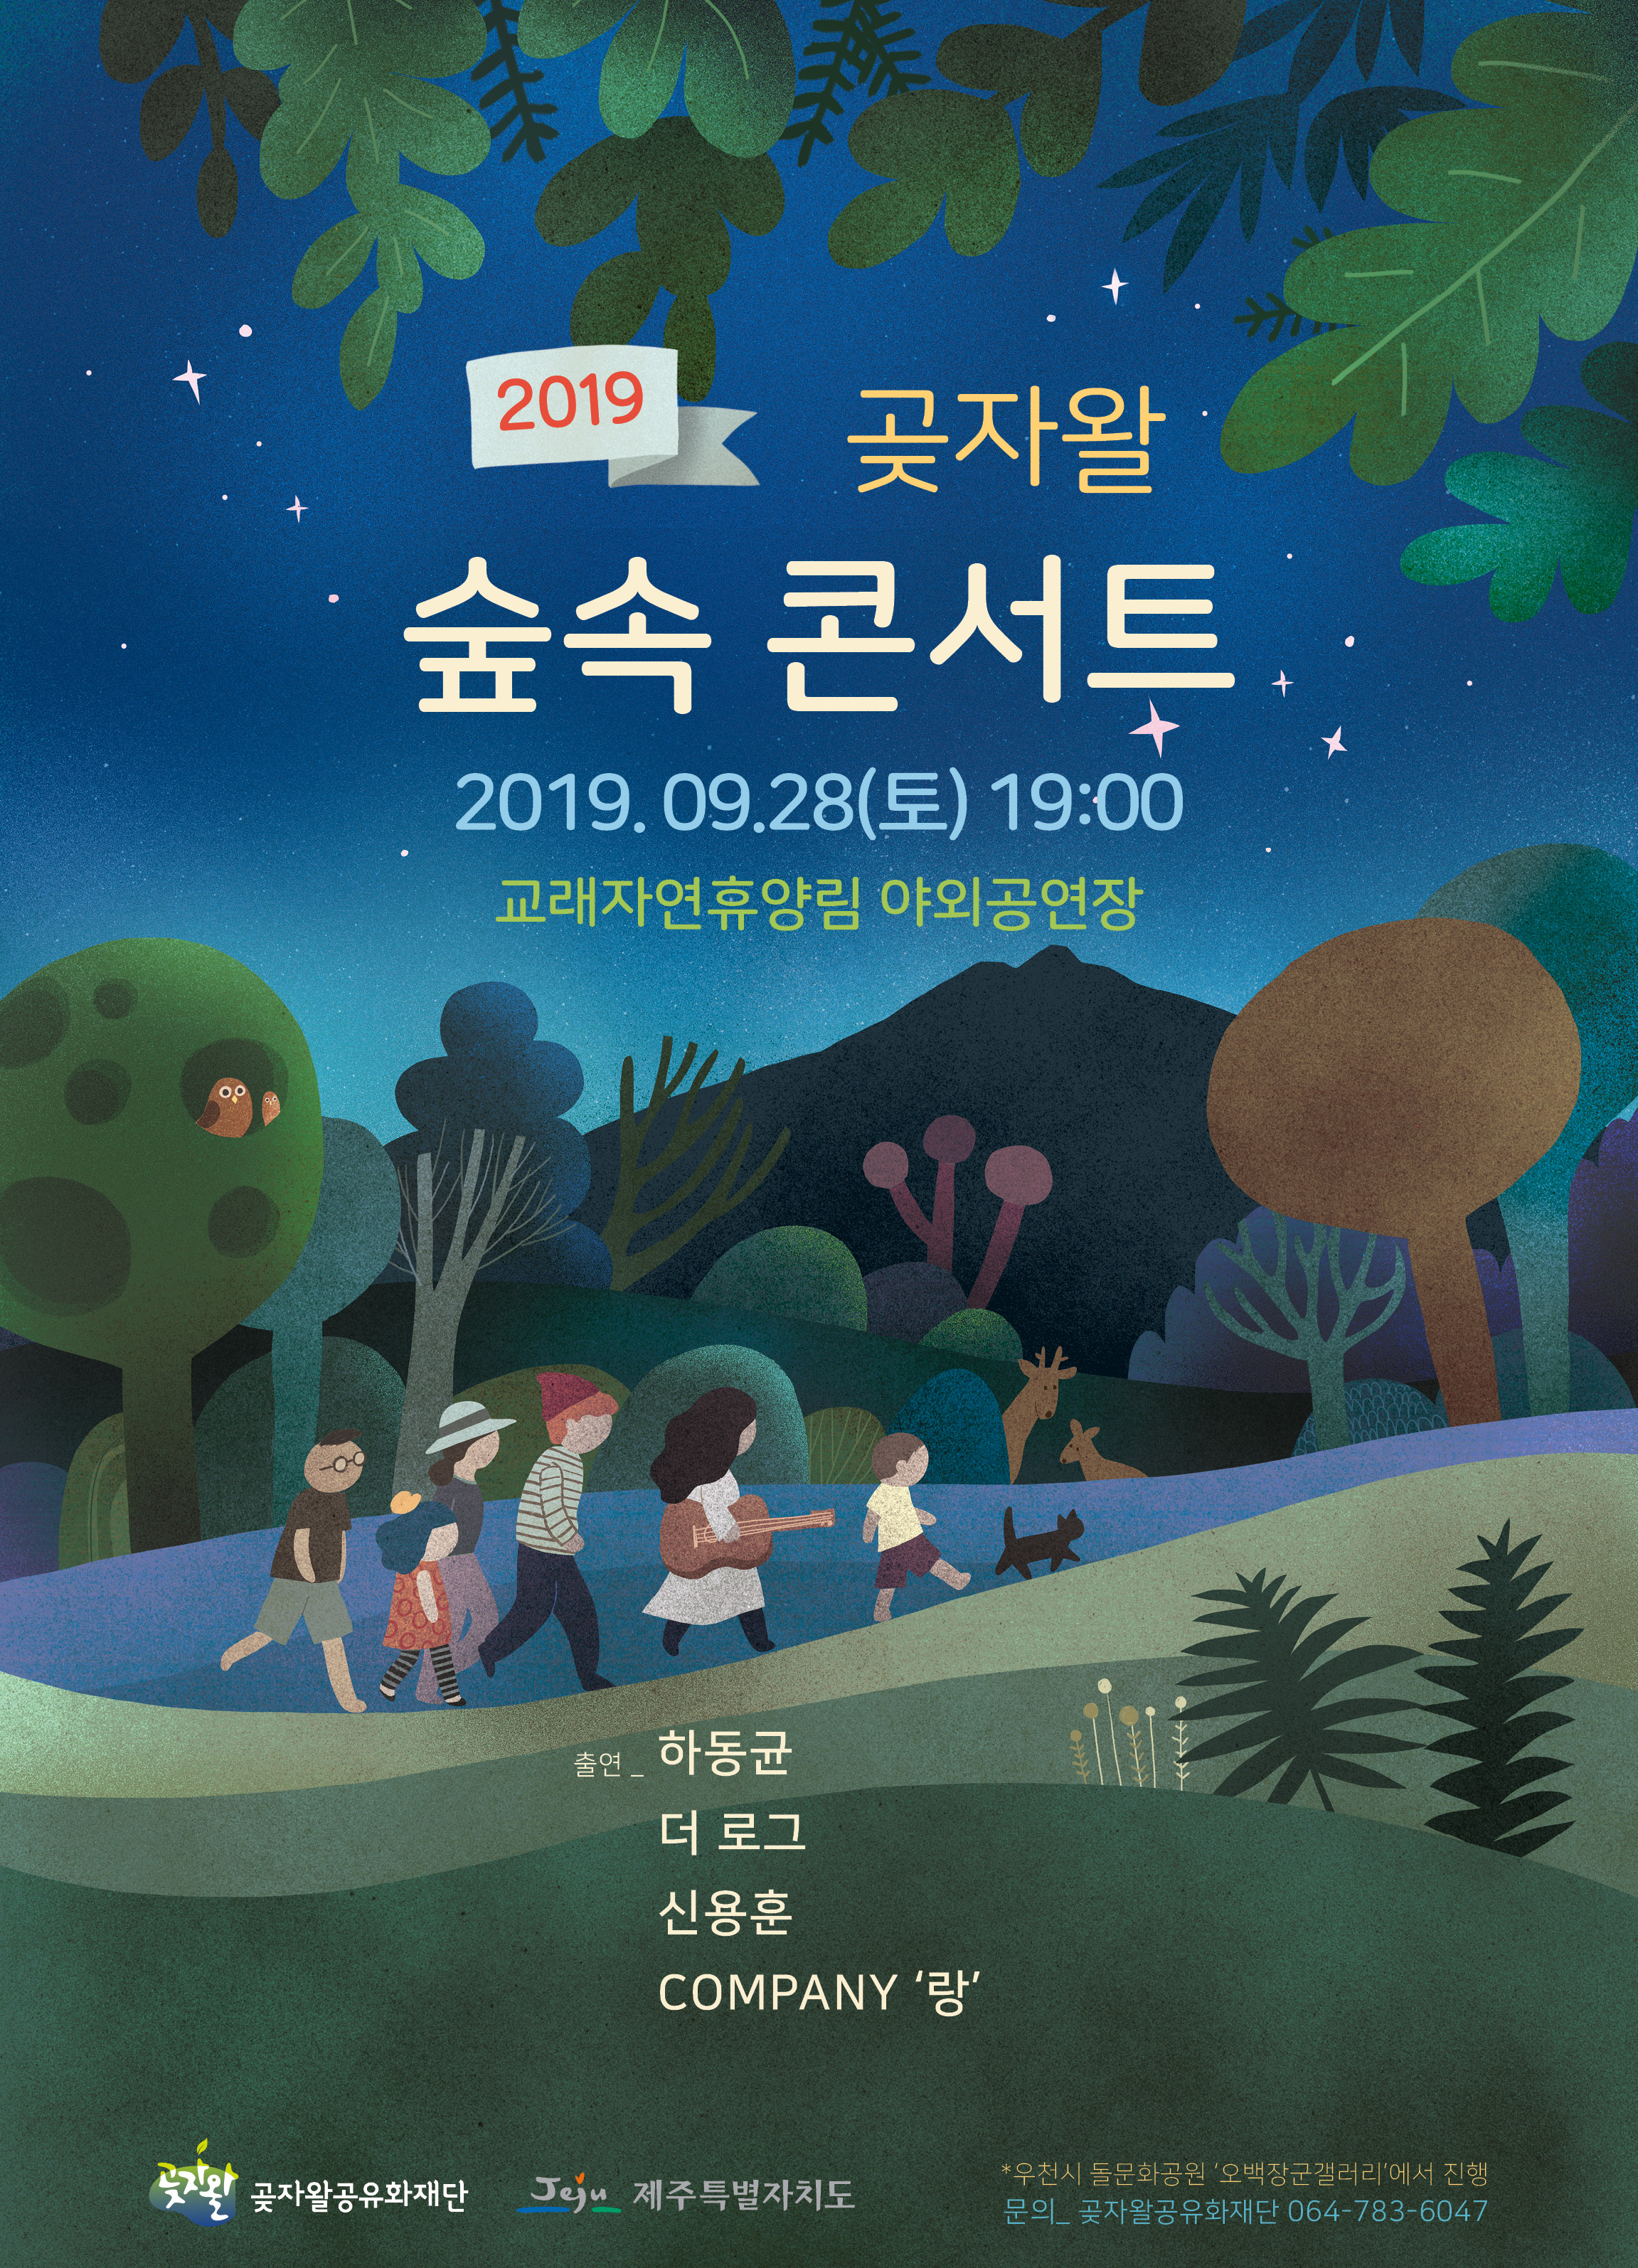 2019
곶자왈
숲속 콘서트
2019. 09.28(토) 19:00
교래자연휴양림 야외공연장
출연 _ 하동균
더 로그
신용훈
COMPANY ‘랑’
곶자왈 곶자왈공유화재단
Jeju 제주특별자치도
*우천시 돌문화공원 ‘오백장군갤러리’에서 진행
문의_ 곶자왈공유화재단 064-783-6047